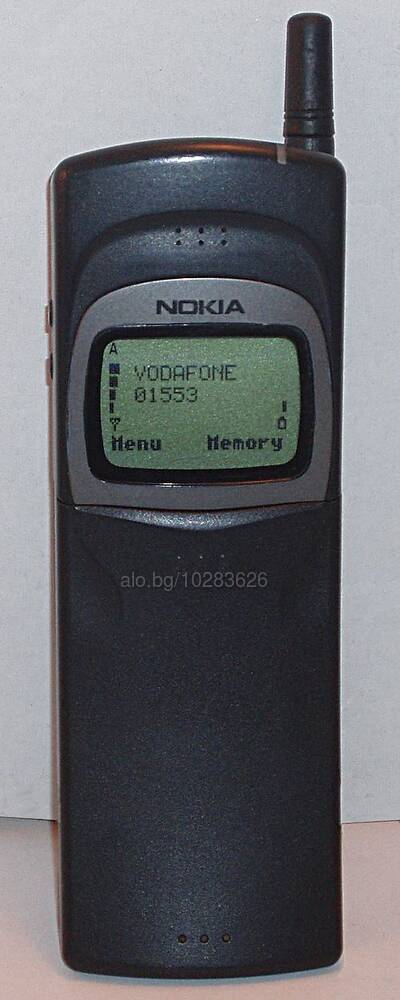 NOKIA
A
VODAFONE
01553
Menu Memory
alo.bg/10283626